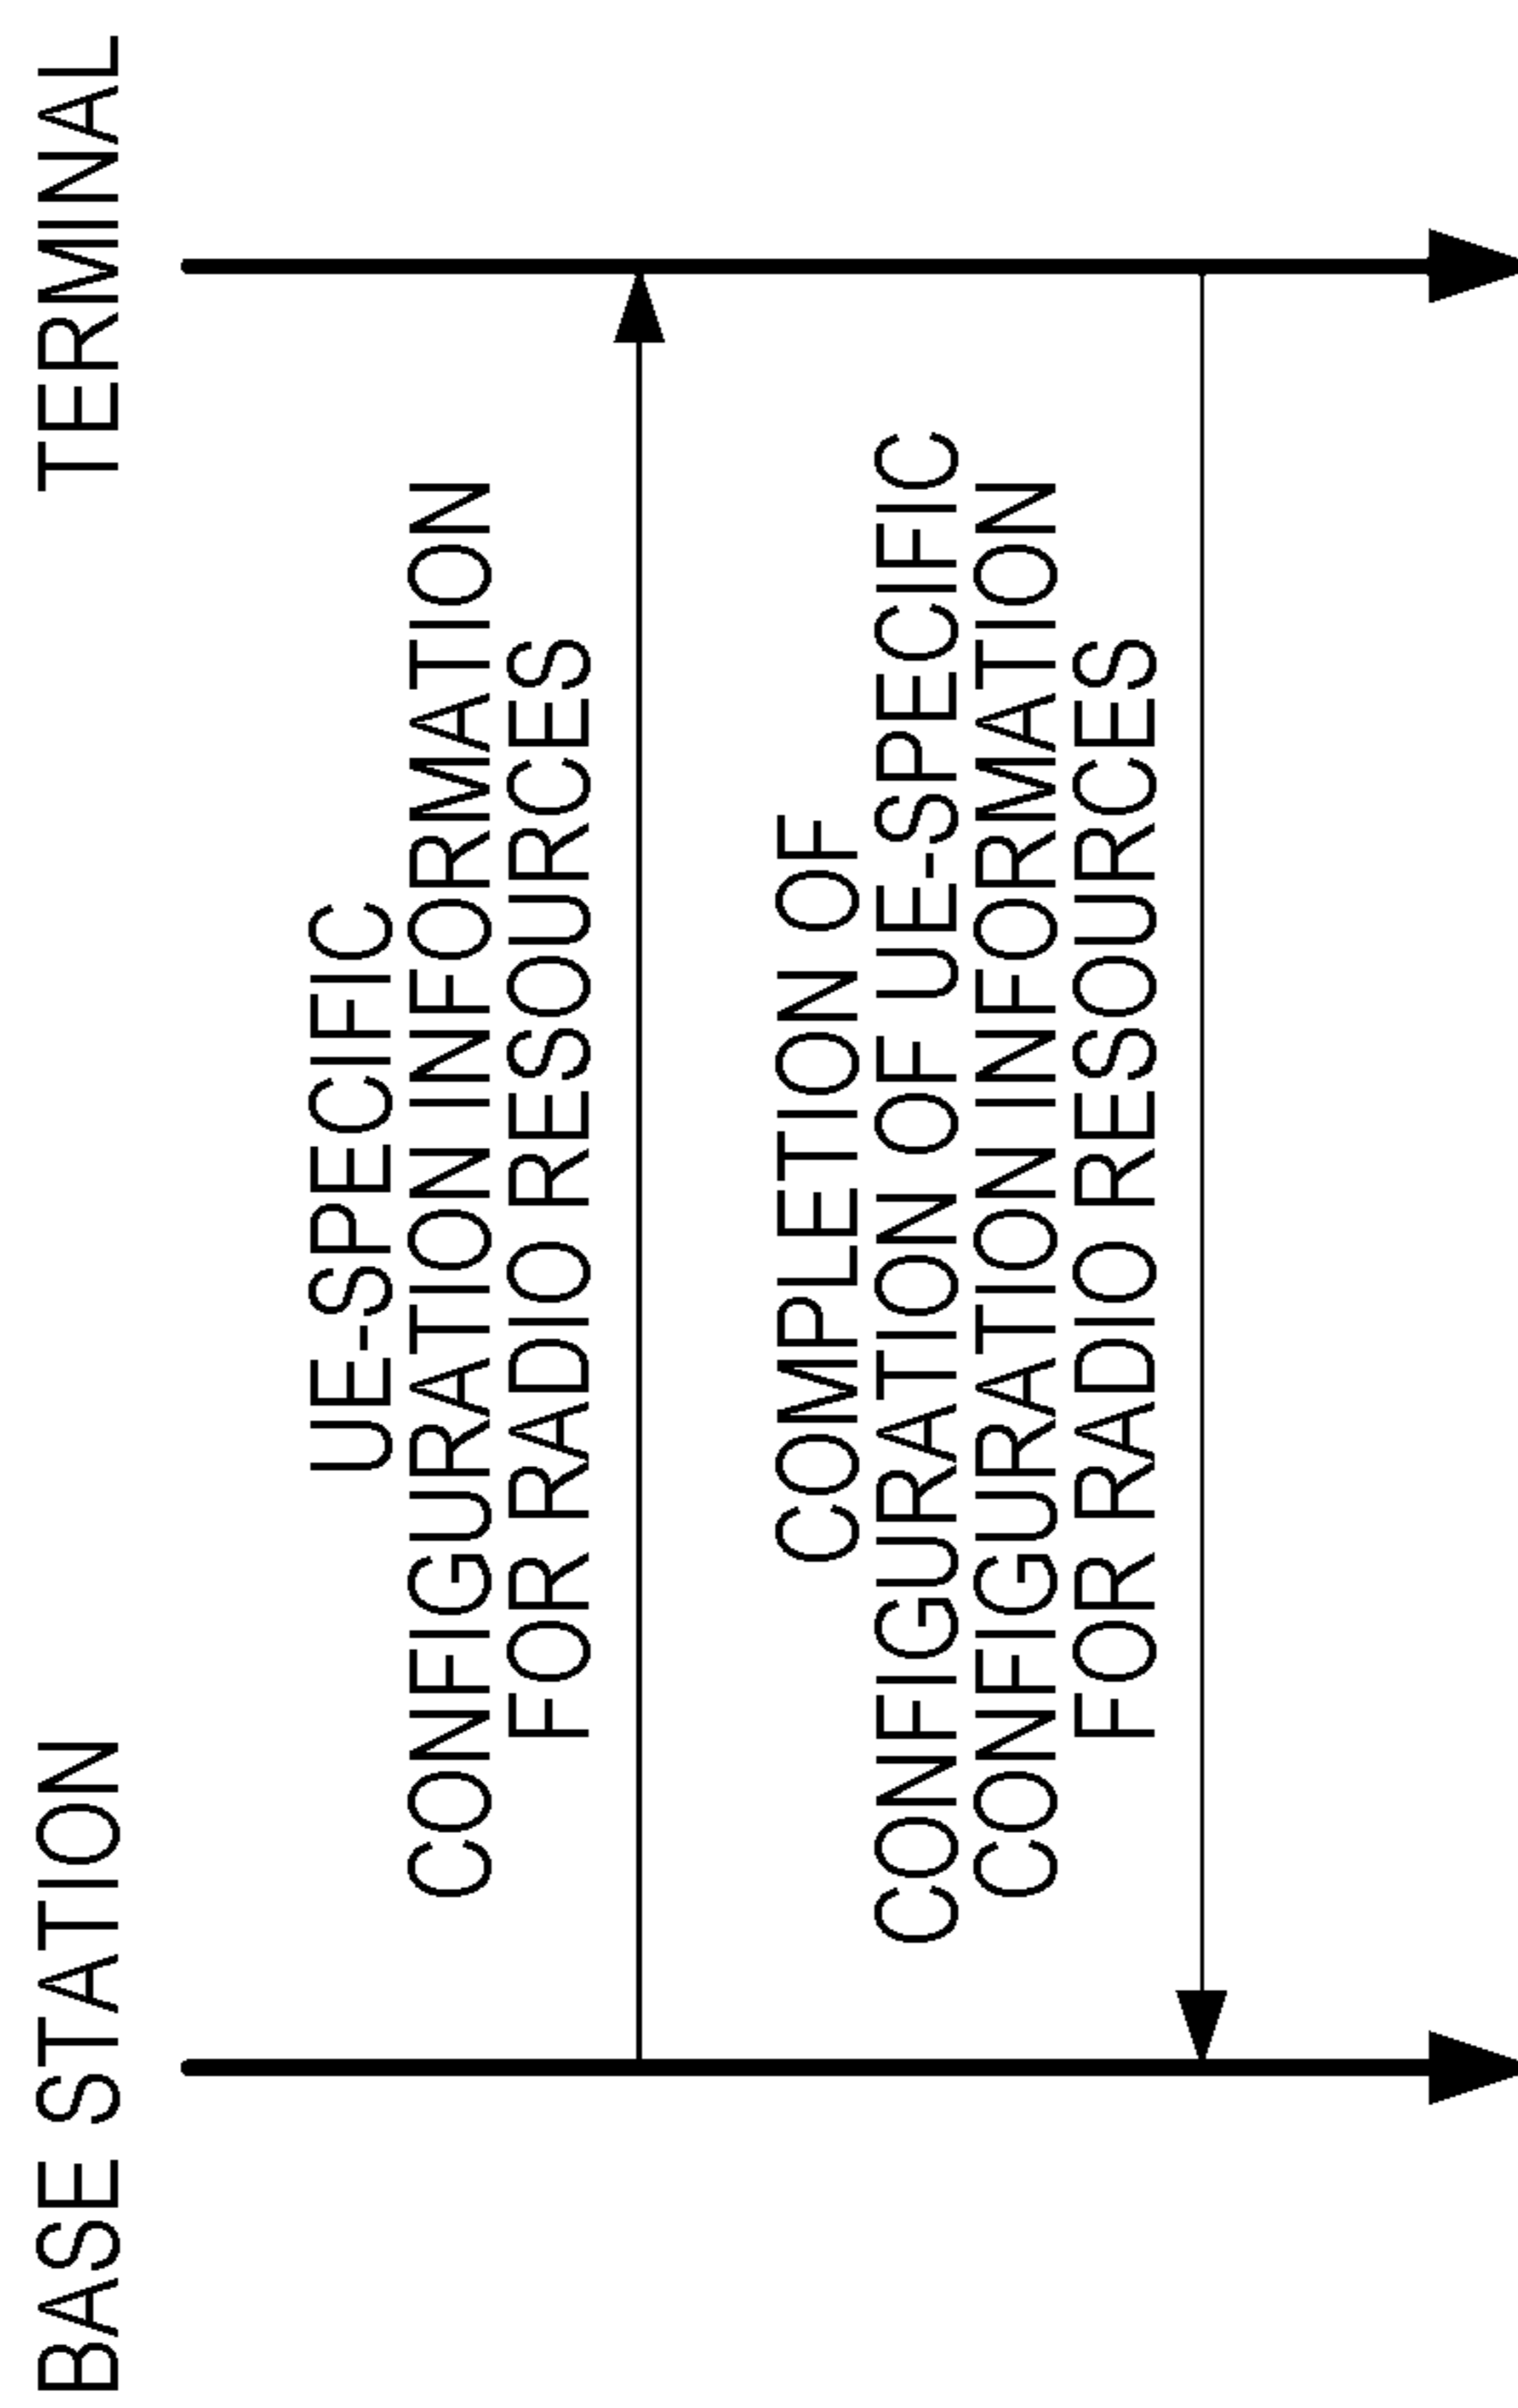 BASE STATION
TERMINAL
UE-SPECIFIC
CONFIGURATION INFORMATION
FOR RADIO RESOURCES
COMPLETION OF
CONFIGURATION OF UE-SPECIFIC
CONFIGURATION INFORMATION
FOR RADIO RESOURCES